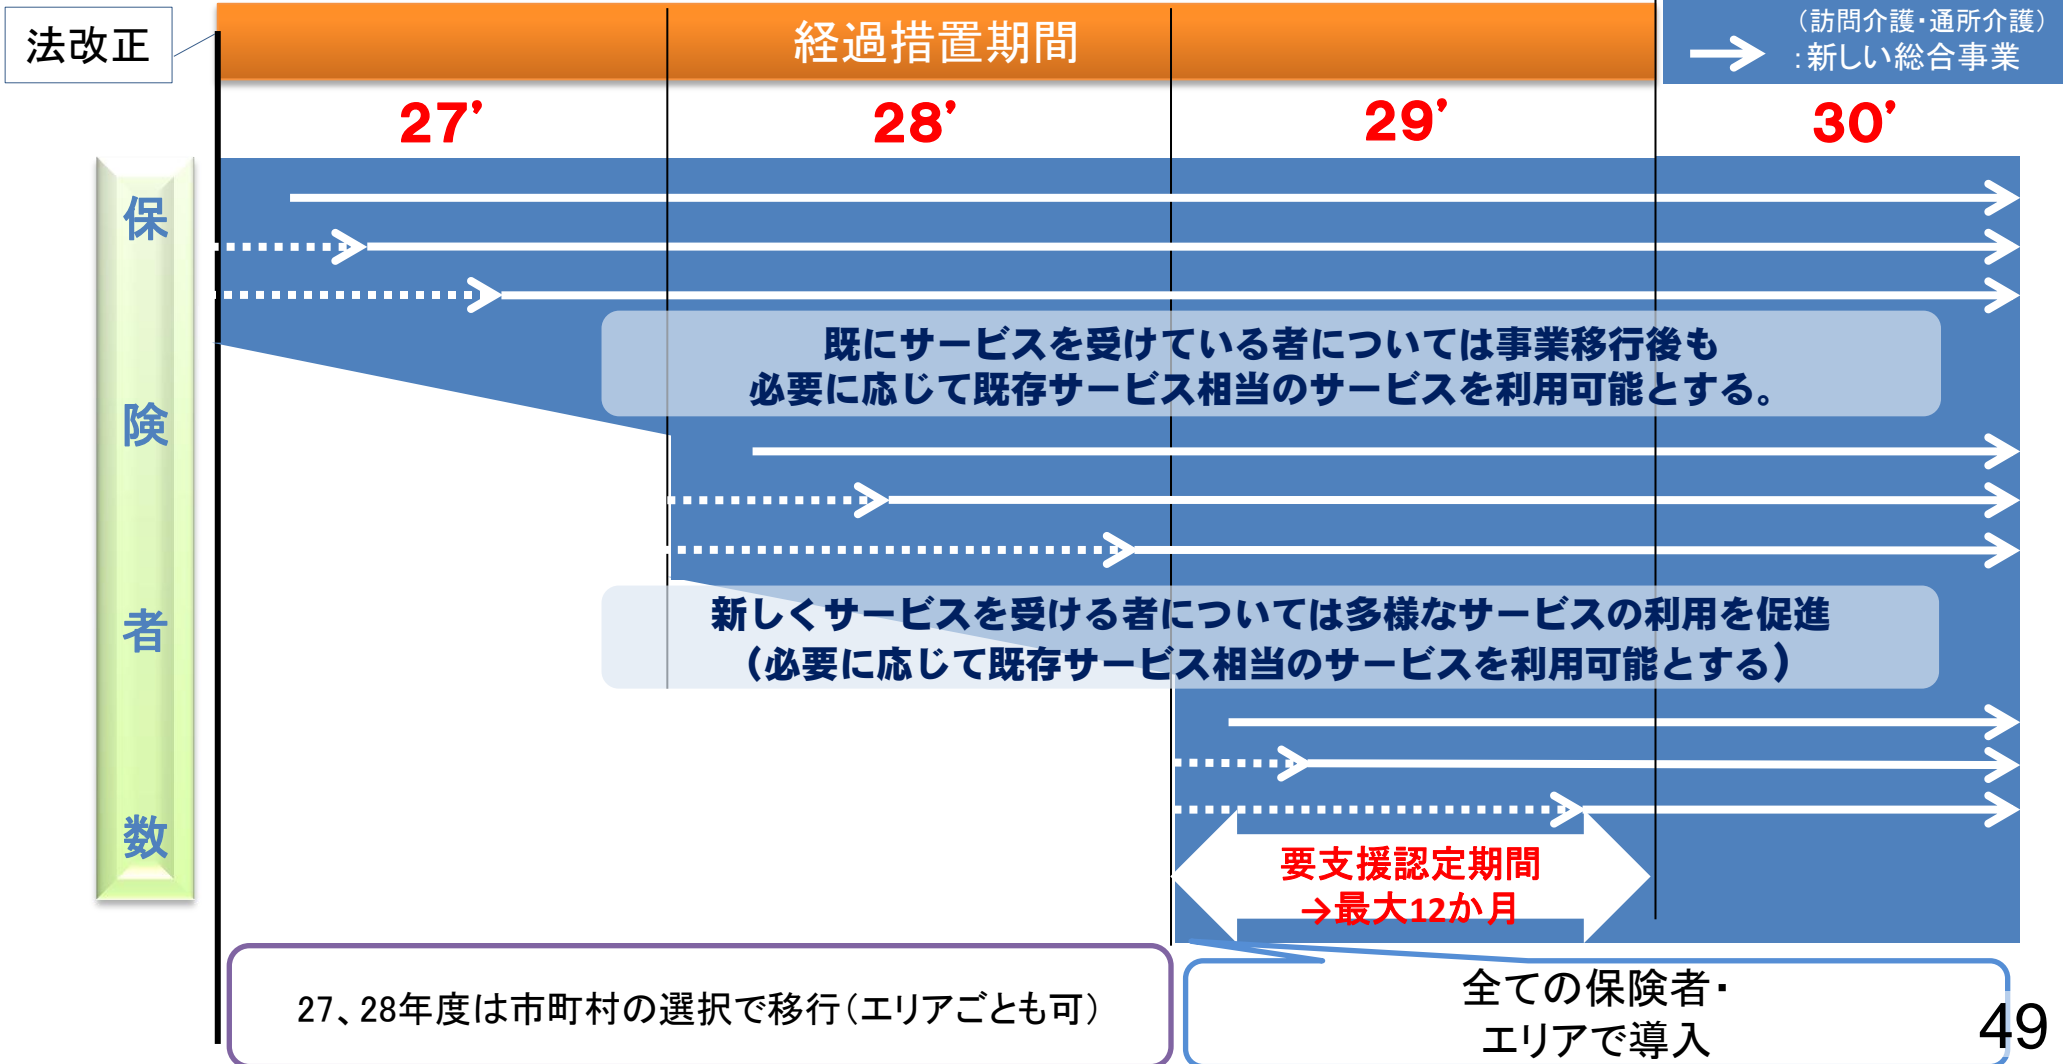 法改正
経過措置期間
（訪問介護・通所介護）
：新しい総合事業
27’
28’
29’
30’
保
険
者
数
既にサービスを受けている者については事業移行後も
必要に応じて既存サービス相当のサービスを利用可能とする。
新しくサービスを受ける者については多様なサービスの利用を促進
（必要に応じて既存サービス相当のサービスを利用可能とする）
要支援認定期間
→最大12か月
27、28年度は市町村の選択で移行（エリアごとも可）
全ての保険者・
エリアで導入
49